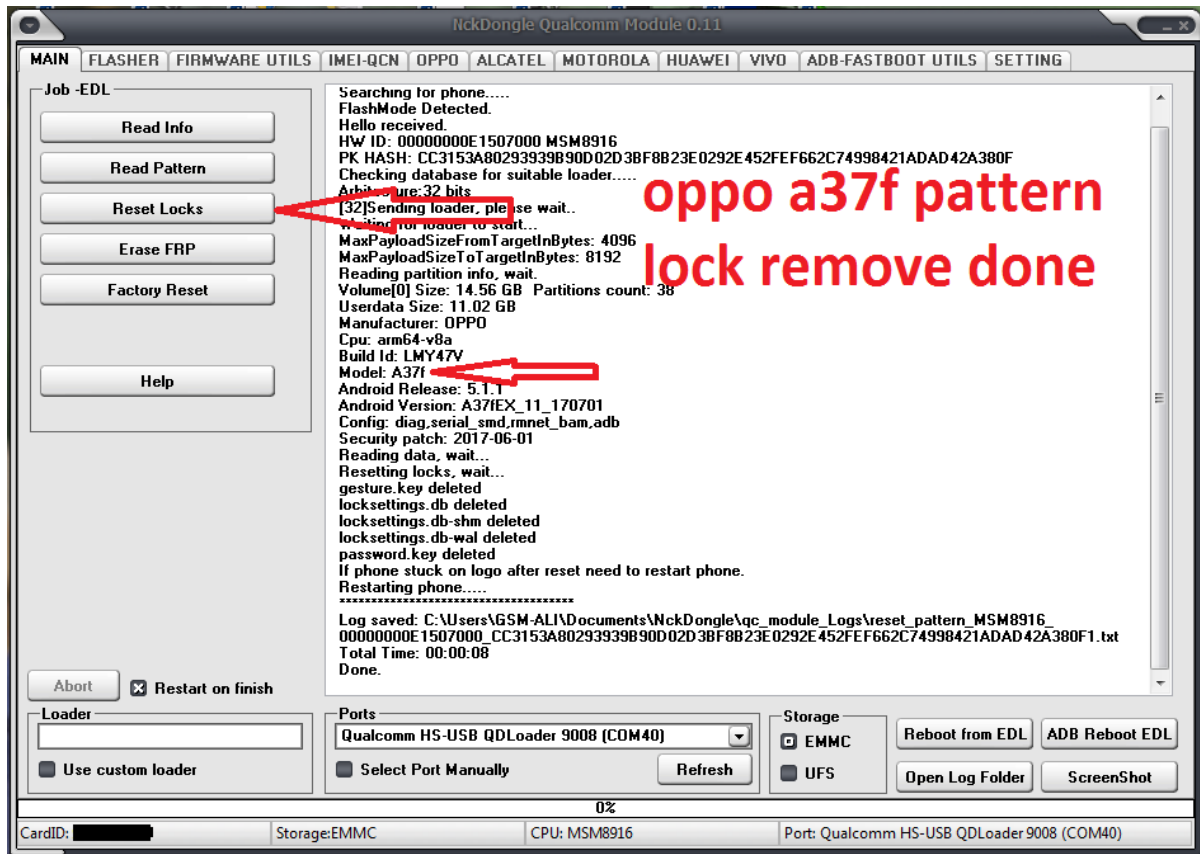 NckDongle Qualcomm Module 0.11
MAIN FLASHER FIRMWARE UTILS IMEI-QCN OPPO ALCATEL MOTOROLA HUAWEI VIVO ADB-FASTBOOT UTILS SETTING
Job -EDL
Read Info
Read Pattern
Reset Locks
Erase FRP
Factory Reset
Help
Searching for phone.....
FlashMode Detected.
Hello received.
HW ID: 00000000E1507000 MSM8916
PK HASH: CC3153A80293939B90D02D3BF8B23E0292E452FEF662C74998421ADAD42A380F
Checking database for suitable loader.....
Arhitecture:32 bits
[32]Sending loader, please wait..
Waiting for loader to start...
MaxPayloadSizeFromTargetInBytes: 4096
MaxPayloadSizeToTargetInBytes: 8192
Reading partition info, wait.
Volume[0] Size: 14.56 GB Partitions count: 38
Userdata Size: 11.02 GB
Manufacturer: OPPO
Cpu: arm64-v8a
Build Id: LMY47V
Model: A37f
Android Release: 5.1.1
Android Version: A37fEX_11_170701
Config: diag,serial_smd,rmnet_bam,adb
Security patch: 2017-06-01
Reading data, wait...
Resetting locks, wait...
gesture.key deleted
locksettings.db deleted
locksettings.db-shm deleted
locksettings.db-wal deleted
password.key deleted
If phone stuck on logo after reset need to restart phone.
Restarting phone.....
*************************************
Log saved: C:\Users\GSM-ALI\Documents\NckDongle\qc_module_Logs\reset_pattern_MSM8916_
00000000E1507000_CC3153A80293939B90D02D3BF8B23E0292E452FEF662C74998421ADAD42A380F1.txt
Total Time: 00:00:08
Done.
oppo a37f pattern
lock remove done
Abort Restart on finish
Loader
Use custom loader
Ports
Qualcomm HS-USB QDLoader 9008 (COM40)
Select Port Manually Refresh
Storage
EMMC
UFS
Reboot from EDL ADB Reboot EDL
Open Log Folder ScreenShot
0%
CardID: Storage:EMMC CPU: MSM8916 Port: Qualcomm HS-USB QDLoader 9008 (COM40)